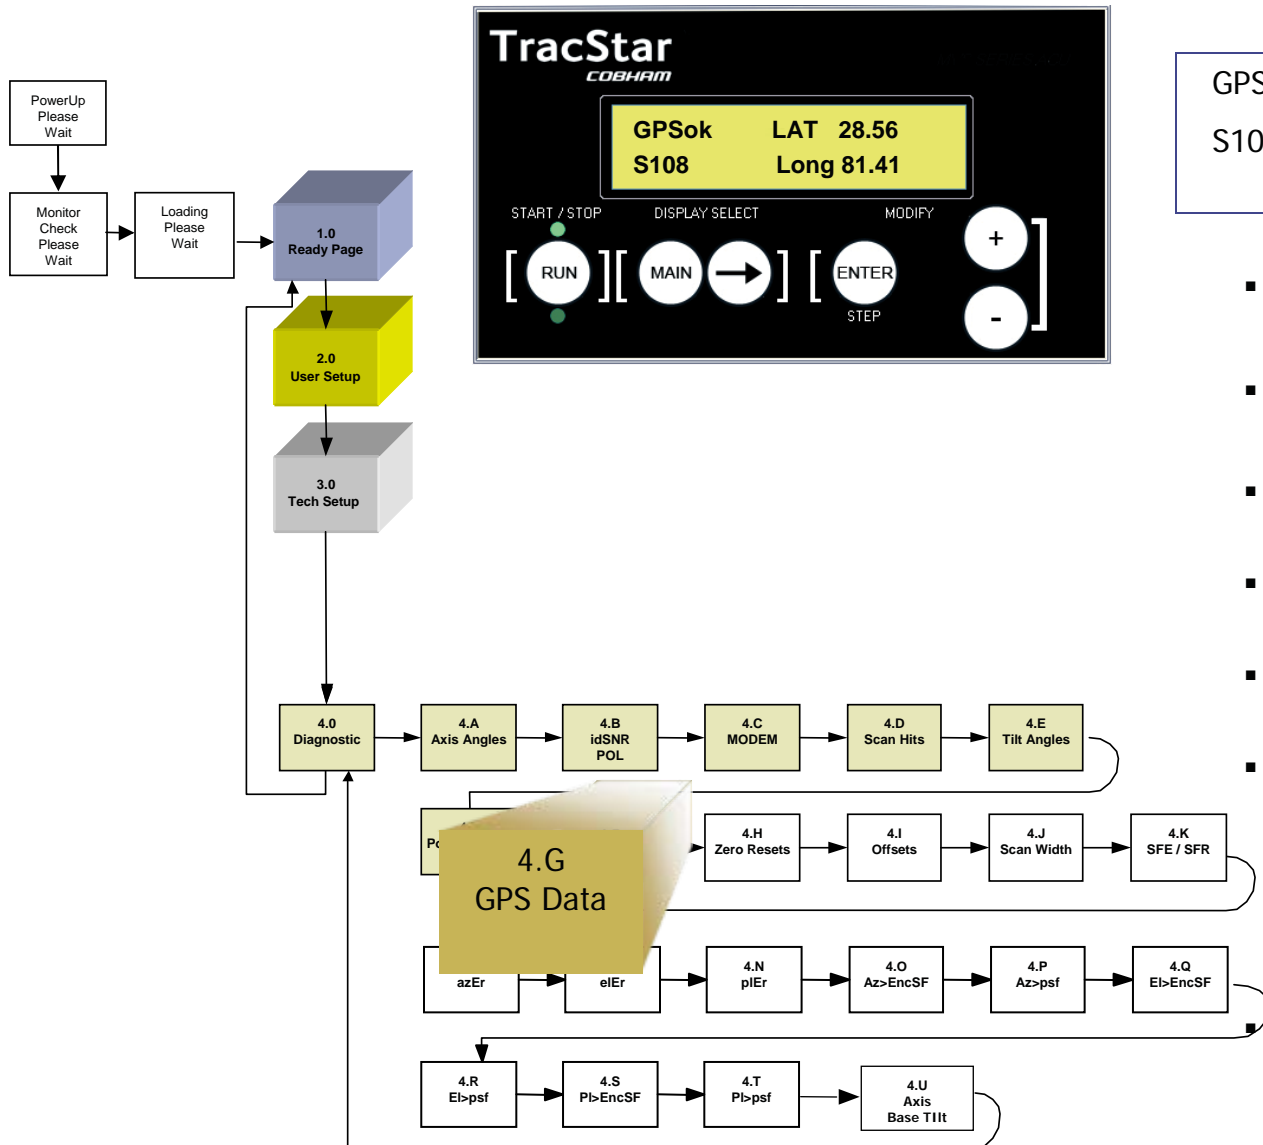 TracStar
COBHAM
GPSok LAT 28.56
S108 Long 81.41
START / STOP
DISPLAY SELECT
MODIFY
RUN
MAIN
ENTER
STEP
+
-
PowerUp
Please
Wait
Monitor
Check
Please
Wait
Loading
Please
Wait
1.0
Ready Page
2.0
User Setup
3.0
Tech Setup
4.0
Diagnostic
4.A
Axis Angles
4.B
idSNR
POL
4.C
MODEM
4.D
Scan Hits
4.E
Tilt Angles
4.G
GPS Data
4.H
Zero Resets
4.I
Offsets
4.J
Scan Width
4.K
SFE / SFR
azEr
elEr
4.N
plEr
4.O
Az>EncSF
4.P
Az>psf
4.Q
El>EncSF
4.R
El>psf
4.S
Pl>EncSF
4.T
Pl>psf
4.U
Axis
Base TIlt
GPS
S10